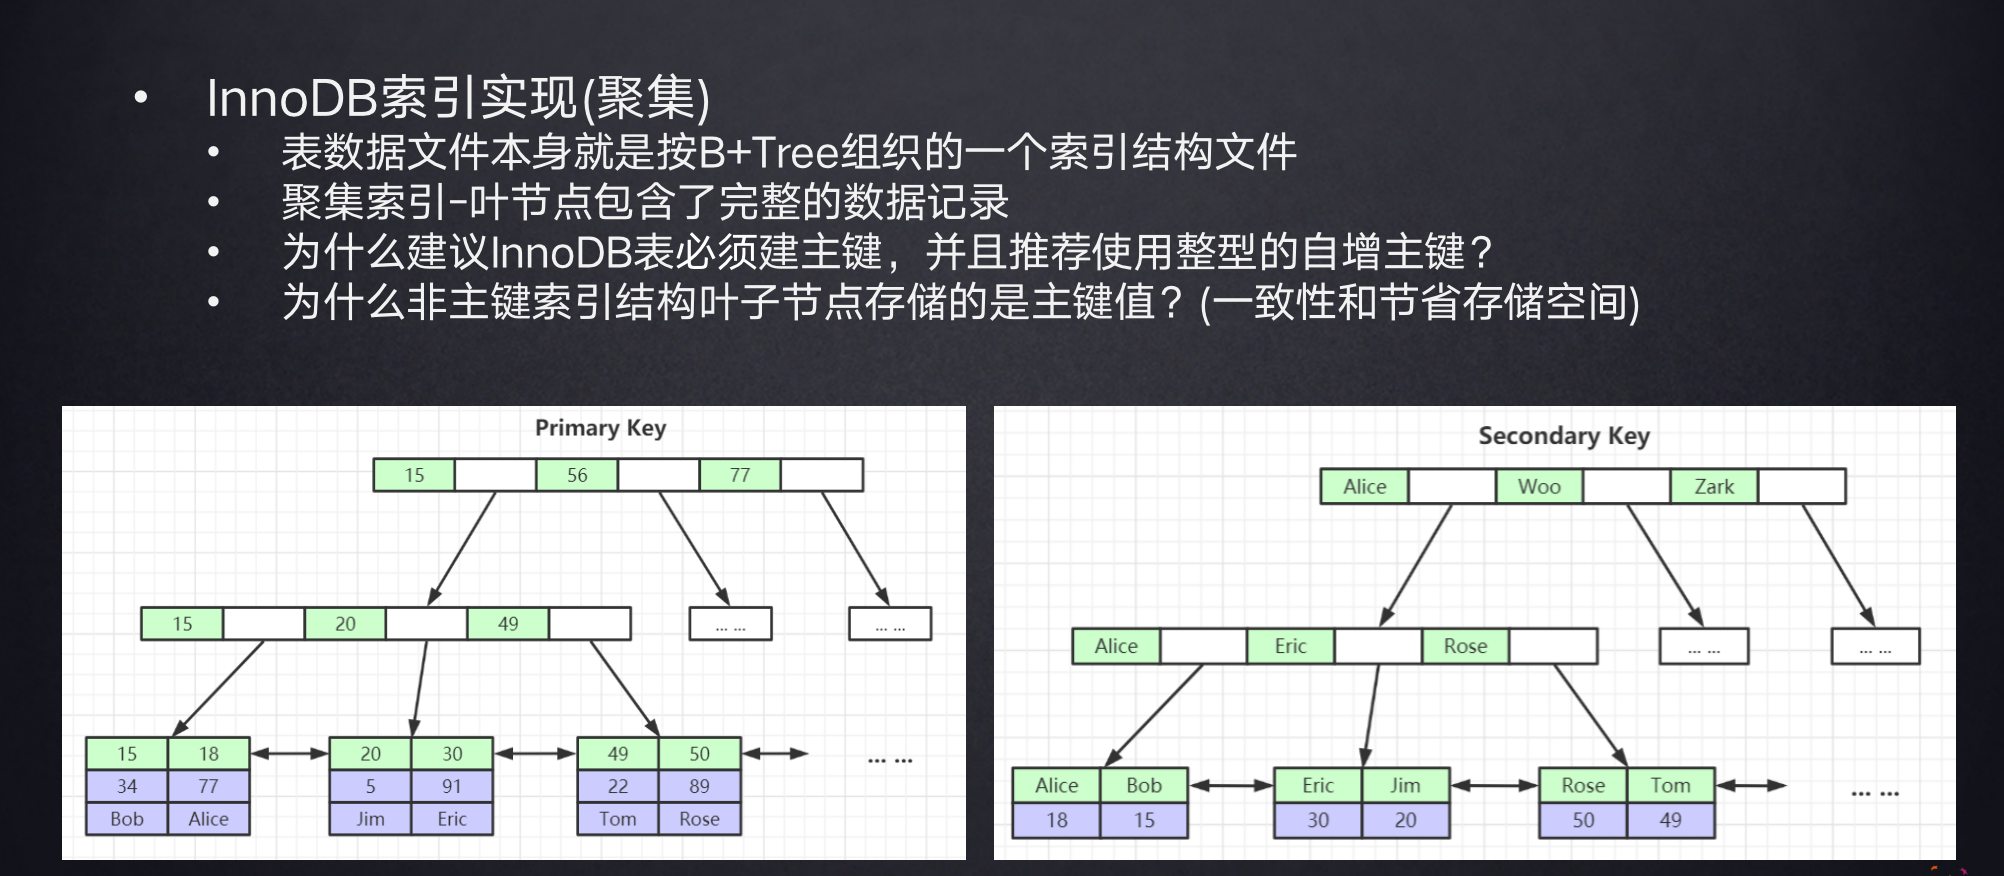 • InnoDB索引实现(聚集)
• 表数据文件本身就是按B+Tree组织的一个索引结构文件
• 聚集索引-叶节点包含了完整的数据记录
• 为什么建议InnoDB表必须建主键，并且推荐使用整型的自增主键？
• 为什么非主键索引结构叶子节点存储的是主键值？(一致性和节省存储空间)
Primary Key
15 56 77
15 20 49 ... ... ... ...
15 18 20 30 49 50 ... ...
34 77 5 91 22 89
Bob Alice Jim Eric Tom Rose
Secondary Key
Alice Woo Zark
Alice Eric Rose ... ... ... ...
Alice Bob Eric Jim Rose Tom ... ...
18 15 30 20 50 49